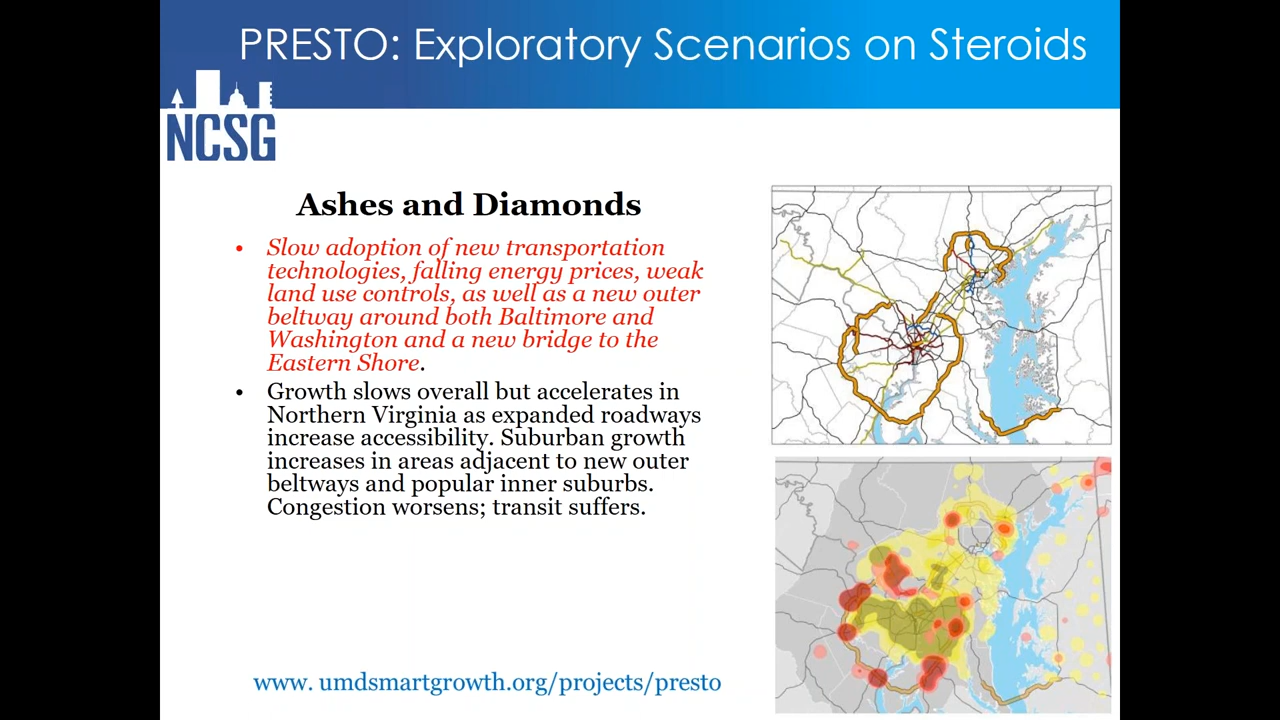 PRESTO: Exploratory Scenarios on Steroids
NCSG
Ashes and Diamonds
• Slow adoption of new transportation
technologies, falling energy prices, weak
land use controls, as well as a new outer
beltway around both Baltimore and
Washington and a new bridge to the
Eastern Shore.
• Growth slows overall but accelerates in
Northern Virginia as expanded roadways
increase accessibility. Suburban growth
increases in areas adjacent to new outer
beltways and popular inner suburbs.
Congestion worsens; transit suffers.
www. umdsmartgrowth.org/projects/presto